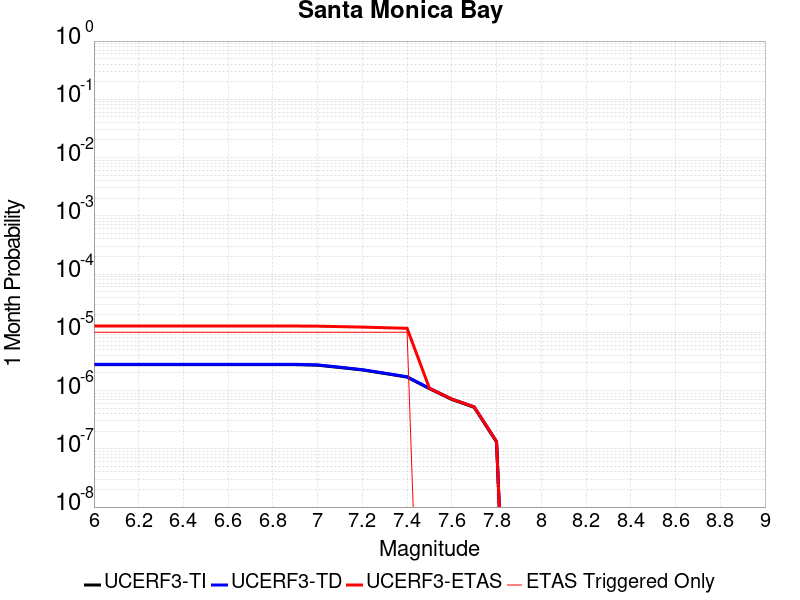 Santa Monica Bay
10^0
10^-1
10^-2
10^-3
10^-4
10^-5
10^-6
10^-7
10^-8
1 Month Probability
6 6.2 6.4 6.6 6.8 7 7.2 7.4 7.6 7.8 8 8.2 8.4 8.6 8.8 9
Magnitude
UCERF3-TI UCERF3-TD UCERF3-ETAS ETAS Triggered Only